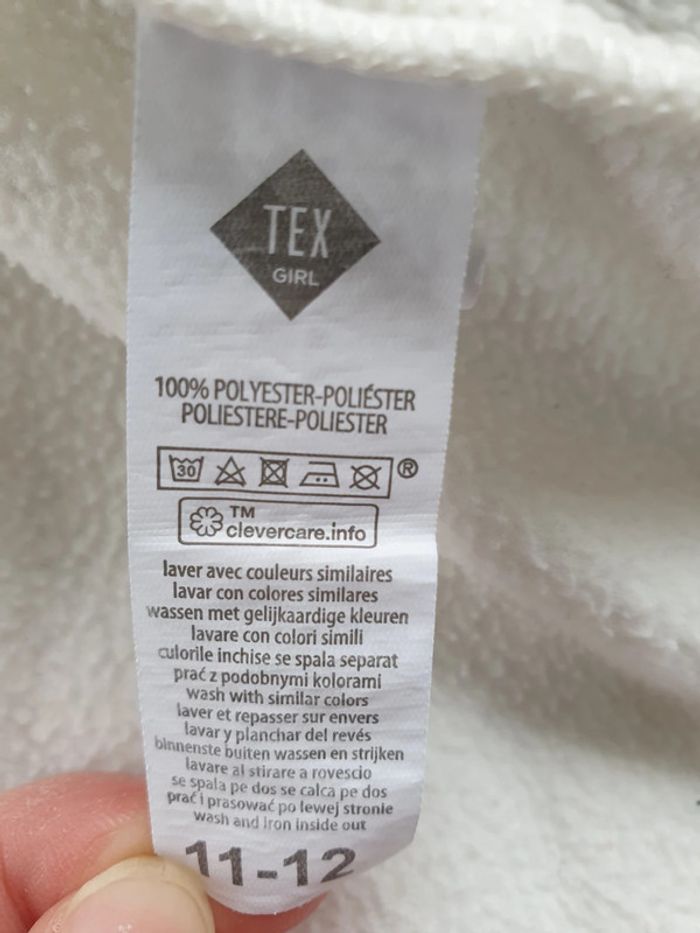 TEX
GIRL
100% POLYESTER-POLIÉSTER
POLIESTERE-POLIESTER
30 ®
TM
clevercare.info
laver avec couleurs similaires
lavar con colores similares
wassen met gelijkaardige kleuren
lavare con colori simili
culorile inchise se spala separat
prać z podobnymi kolorami
wash with similar colors
laver et repasser sur envers
lavar y planchar del revés
binnenste buiten wassen en strijken
lavare al stirare a rovescio
se spala pe dos se calca pe dos
prać i prasować po lewej stronie
wash and iron inside out
11-12